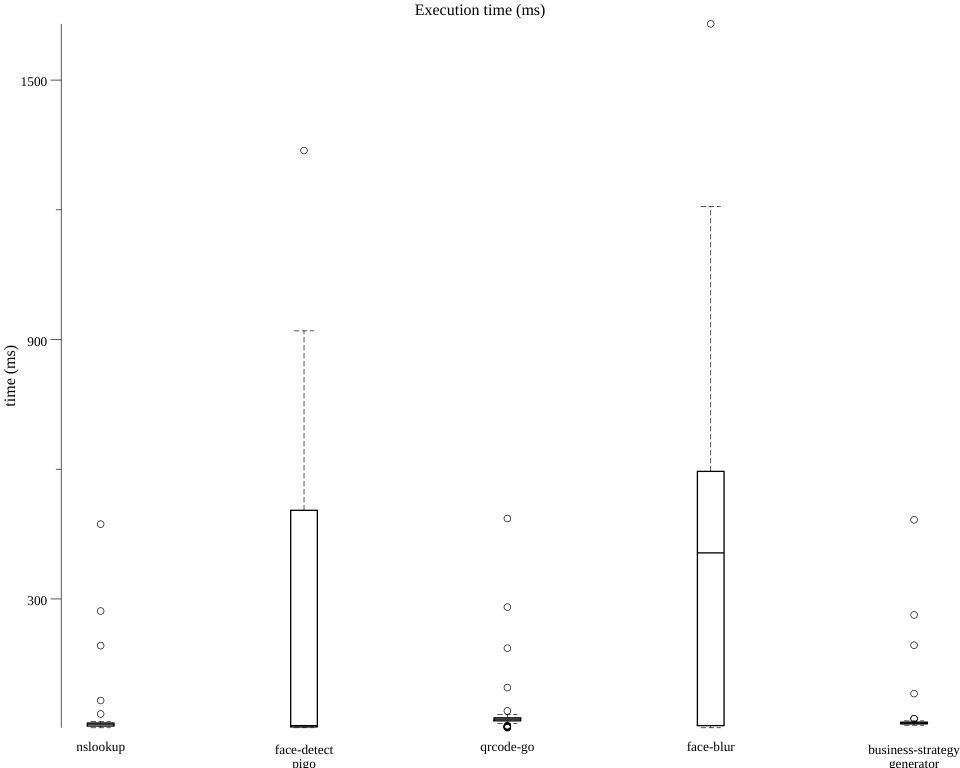 Execution time (ms)
1500
900
300
time (ms)
nslookup
face-detect
pigo
qrcode-go
face-blur
business-strategy
generator